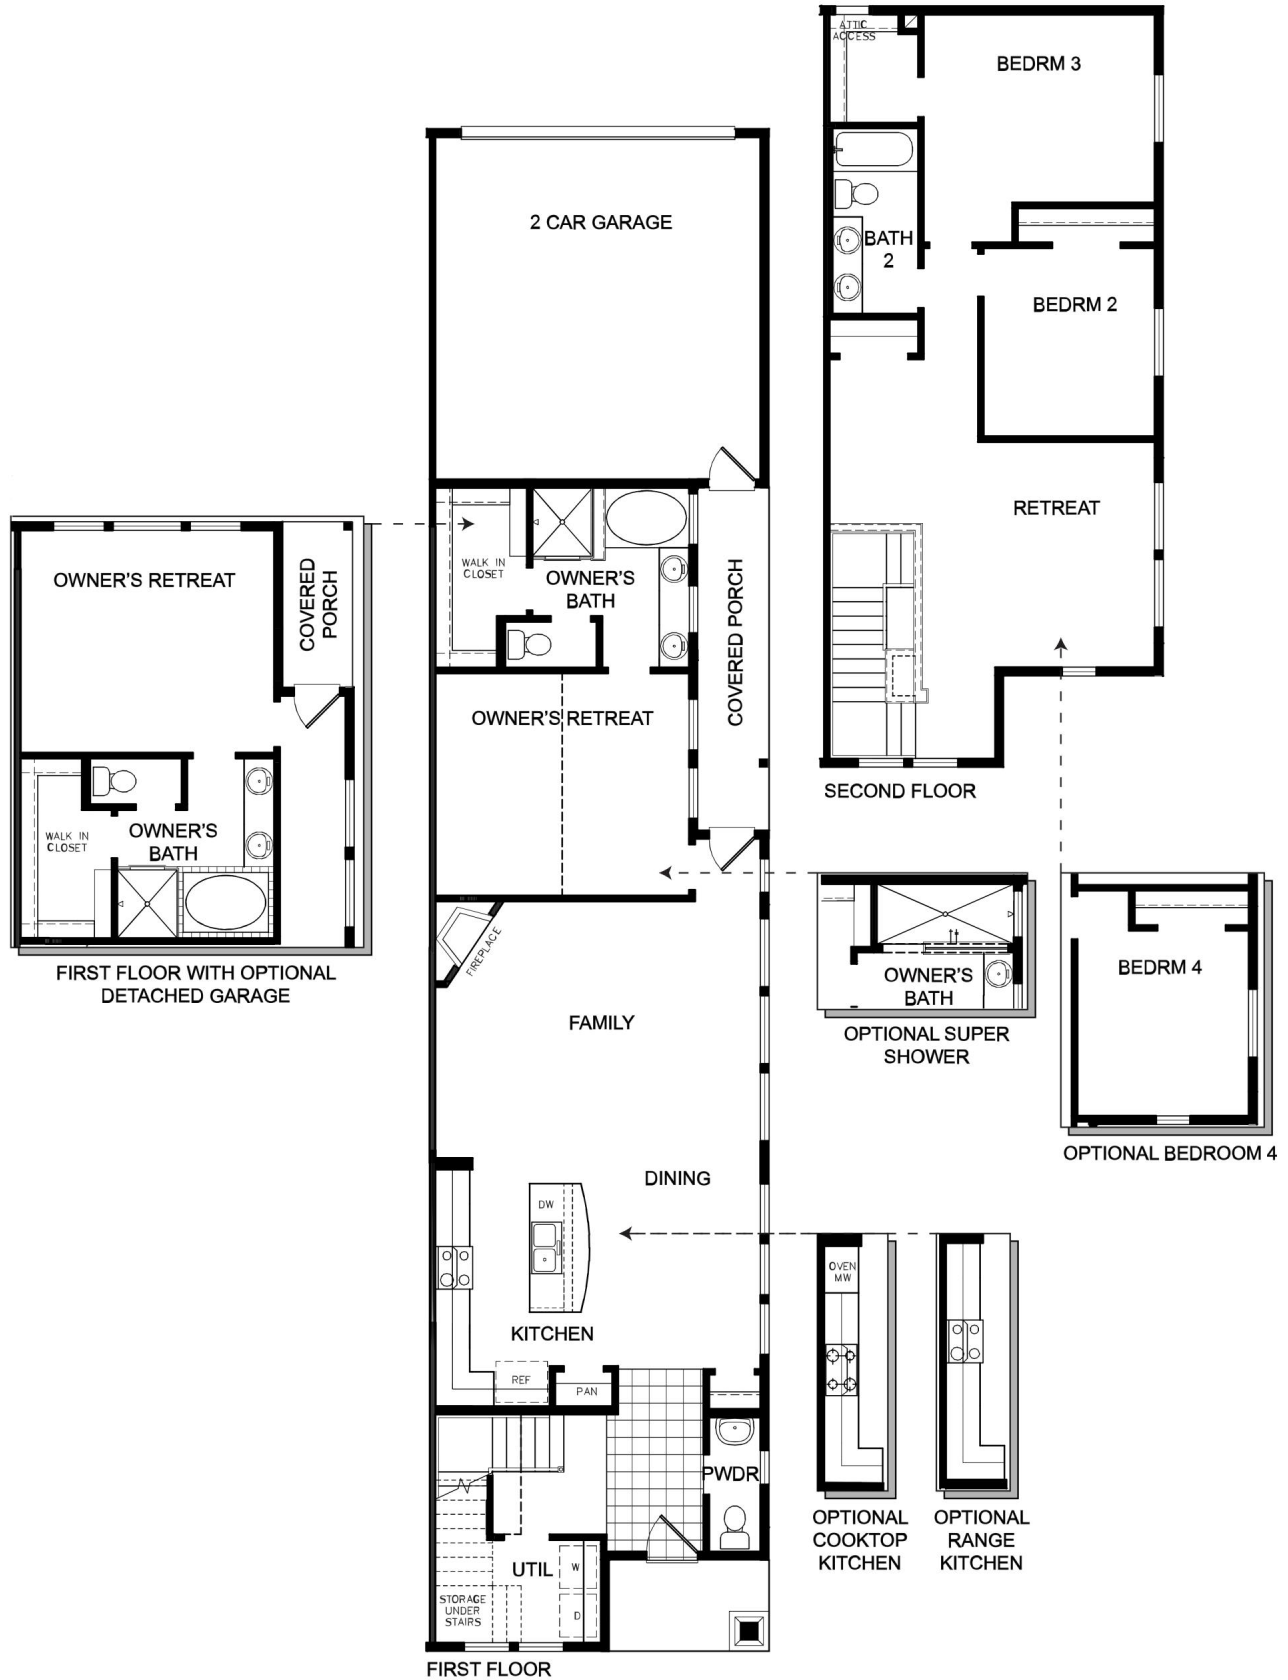 ATTIC
ACCESS
BEDRM 3
BATH
2
BEDRM 2
RETREAT
SECOND FLOOR
2 CAR GARAGE
WALK IN
CLOSET
OWNER'S
BATH
COVERED PORCH
OWNER'S RETREAT
FIREPLACE
FAMILY
DINING
DW
KITCHEN
REF
PAN
PWDR
UTIL
W
D
STORAGE
UNDER
STAIRS
FIRST FLOOR
OWNER'S RETREAT
COVERED
PORCH
WALK IN
CLOSET
OWNER'S
BATH
FIRST FLOOR WITH OPTIONAL
DETACHED GARAGE
OWNER'S
BATH
OPTIONAL SUPER
SHOWER
BEDRM 4
OPTIONAL BEDROOM 4
OVEN
MW
OPTIONAL
COOKTOP
KITCHEN
OPTIONAL
RANGE
KITCHEN